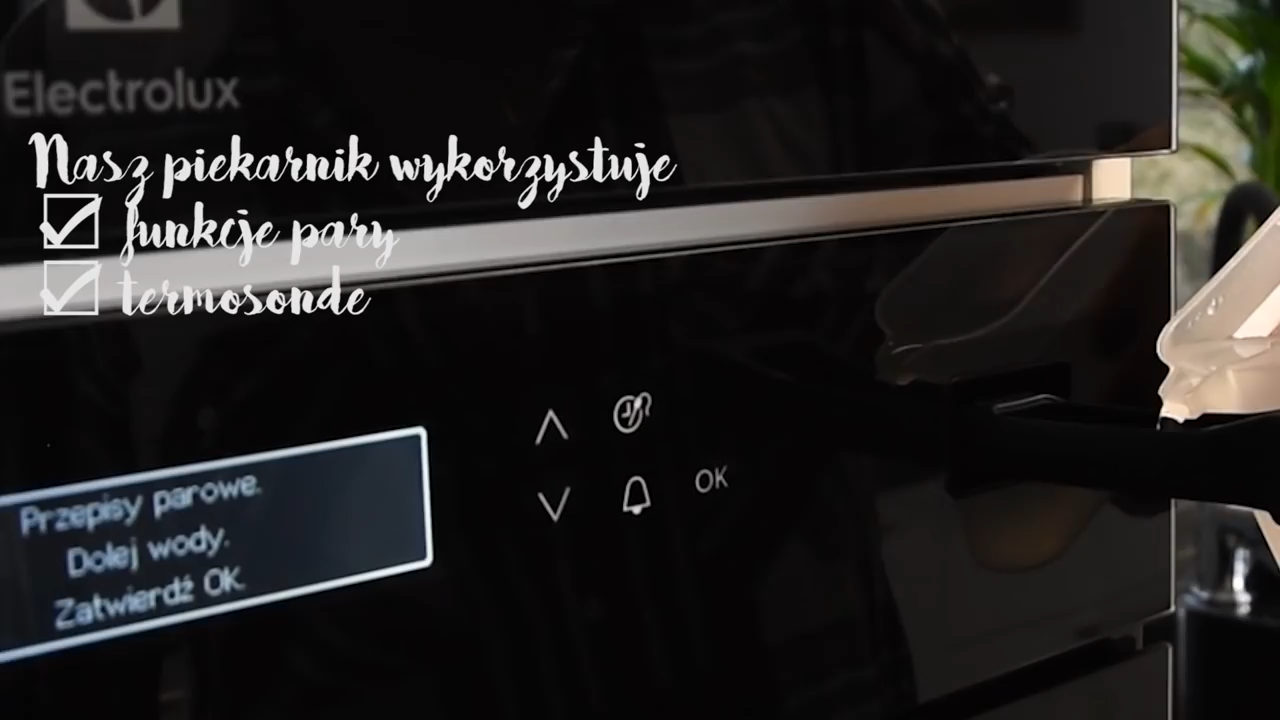 Electrolux
Nasz piekarnik wykorzystuje
funkcje pary
termosonde
Przepisy parowe.
Dolej wody.
Zatwierdź OK
OK